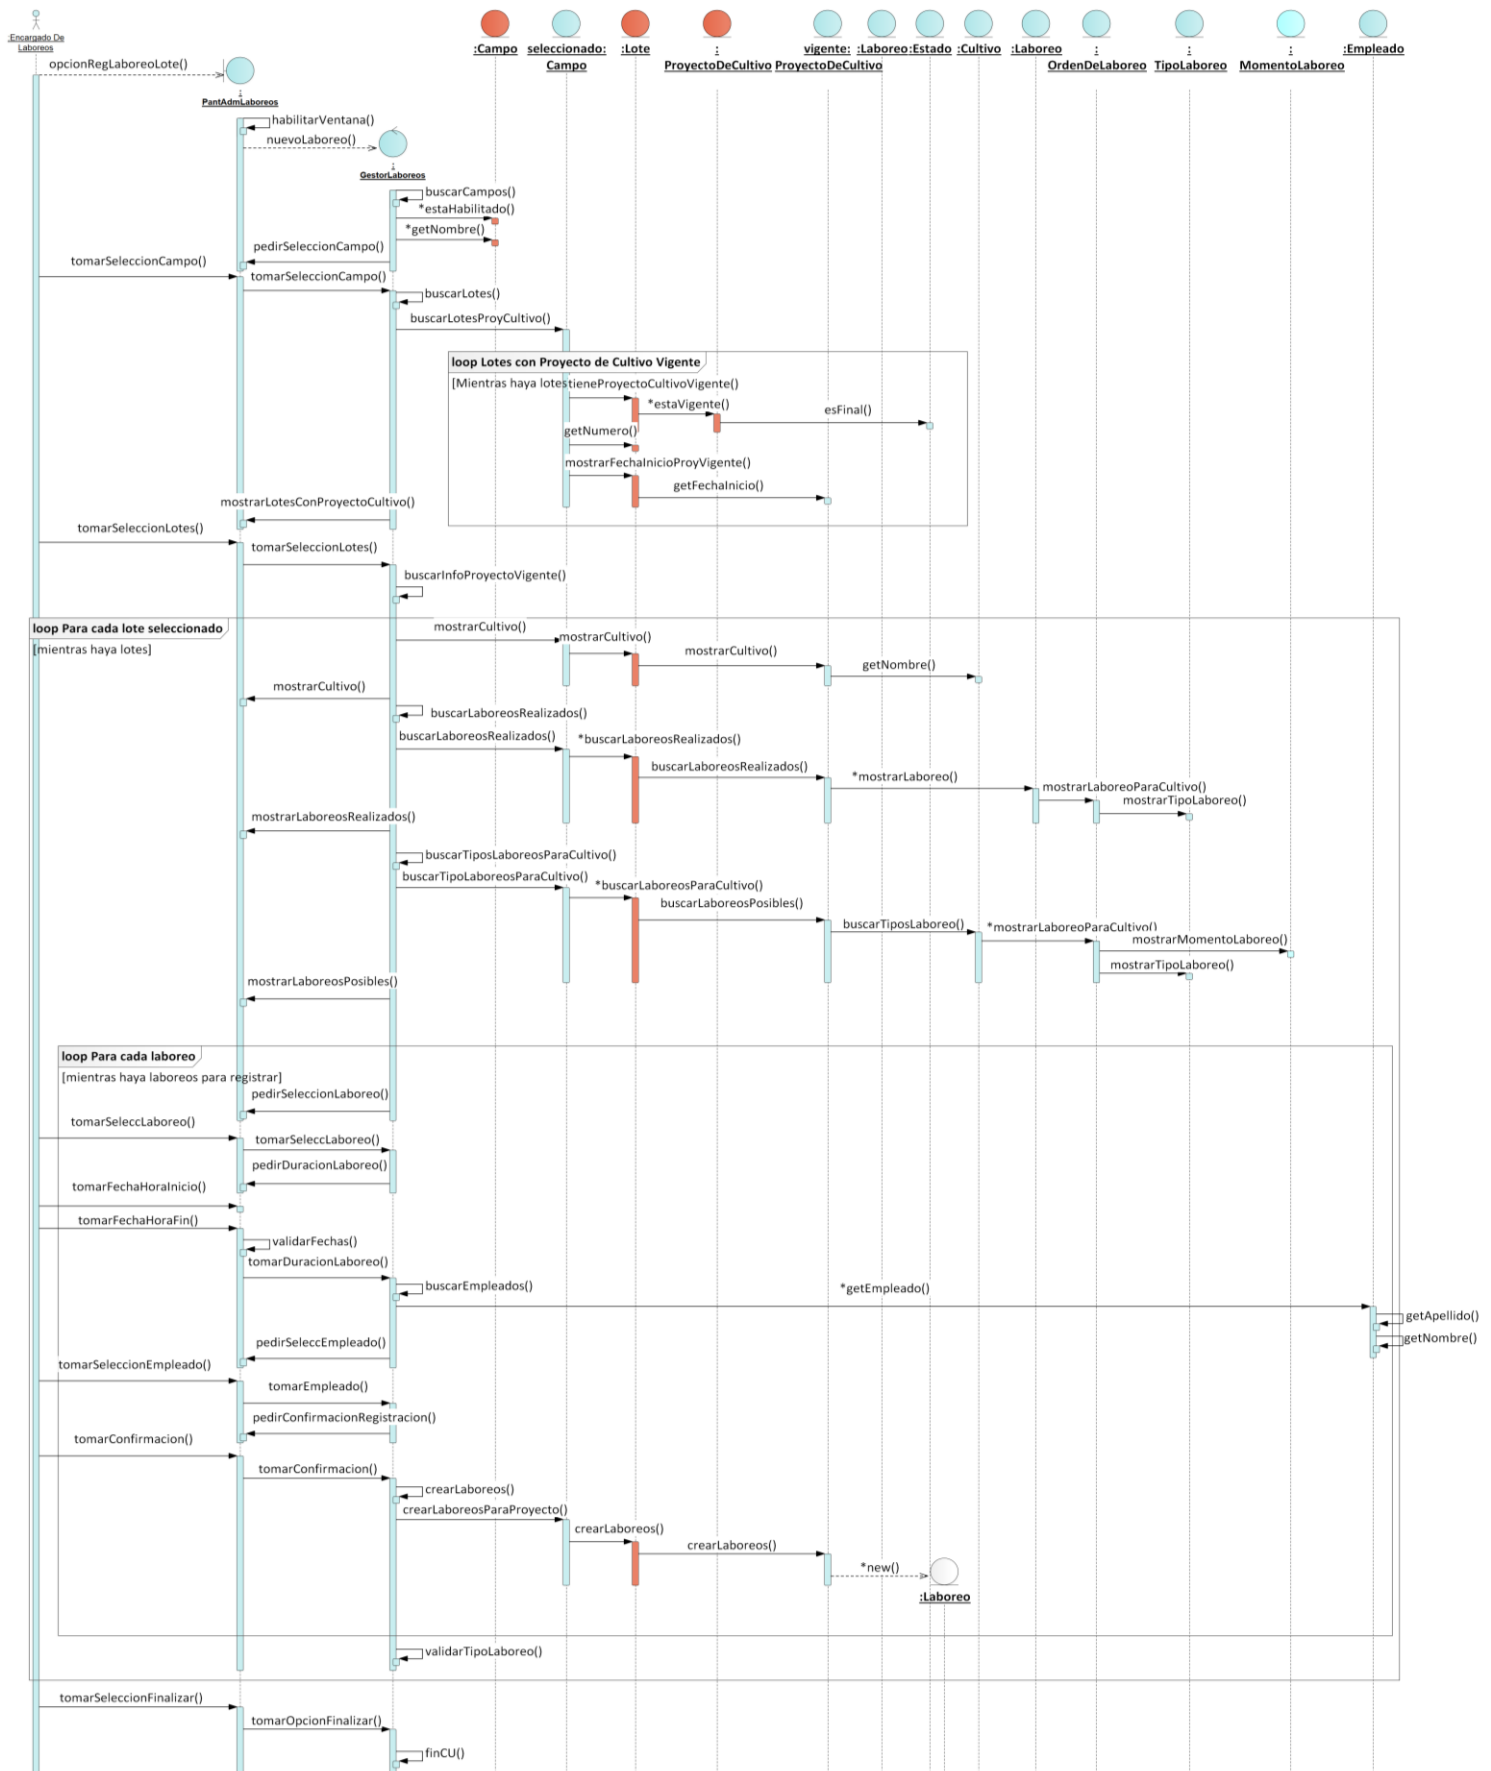 :Encargado De
Laboreos
:Campo
seleccionado:
Campo
:Lote
:
ProyectoDeCultivo
vigente:
ProyectoDeCultivo
:Laboreo
:Estado
:Cultivo
:Laboreo
:
OrdenDeLaboreo
:
TipoLaboreo
:
MomentoLaboreo
:Empleado
opcionRegLaboreoLote()
:
PantAdmLaboreos
habilitarVentana()
nuevoLaboreo()
:
GestorLaboreos
buscarCampos()
*estaHabilitado()
*getNombre()
pedirSeleccionCampo()
tomarSeleccionCampo()
tomarSeleccionCampo()
buscarLotes()
buscarLotesProyCultivo()
loop Lotes con Proyecto de Cultivo Vigente
[Mientras haya lotes
tieneProyectoCultivoVigente()
*estaVigente()
esFinal()
getNumero()
mostrarFechaInicioProyVigente()
getFechaInicio()
mostrarLotesConProyectoCultivo()
tomarSeleccionLotes()
tomarSeleccionLotes()
buscarInfoProyectoVigente()
loop Para cada lote seleccionado
[mientras haya lotes]
mostrarCultivo()
mostrarCultivo()
mostrarCultivo()
getNombre()
mostrarCultivo()
buscarLaboreosRealizados()
buscarLaboreosRealizados()
*buscarLaboreosRealizados()
buscarLaboreosRealizados()
*mostrarLaboreo()
mostrarLaboreoParaCultivo()
mostrarTipoLaboreo()
mostrarLaboreosRealizados()
buscarTiposLaboreosParaCultivo()
buscarTipoLaboreosParaCultivo()
*buscarLaboreosParaCultivo()
buscarLaboreosPosibles()
buscarTiposLaboreo()
*mostrarLaboreoParaCultivo()
mostrarMomentoLaboreo()
mostrarTipoLaboreo()
mostrarLaboreosPosibles()
loop Para cada laboreo
[mientras haya laboreos para registrar]
pedirSeleccionLaboreo()
tomarSeleccLaboreo()
tomarSeleccLaboreo()
pedirDuracionLaboreo()
tomarFechaHoraInicio()
tomarFechaHoraFin()
validarFechas()
tomarDuracionLaboreo()
buscarEmpleados()
*getEmpleado()
getApellido()
getNombre()
pedirSeleccEmpleado()
tomarSeleccionEmpleado()
tomarEmpleado()
pedirConfirmacionRegistracion()
tomarConfirmacion()
tomarConfirmacion()
crearLaboreos()
crearLaboreosParaProyecto()
crearLaboreos()
crearLaboreos()
*new()
:Laboreo
validarTipoLaboreo()
tomarSeleccionFinalizar()
tomarOpcionFinalizar()
finCU()